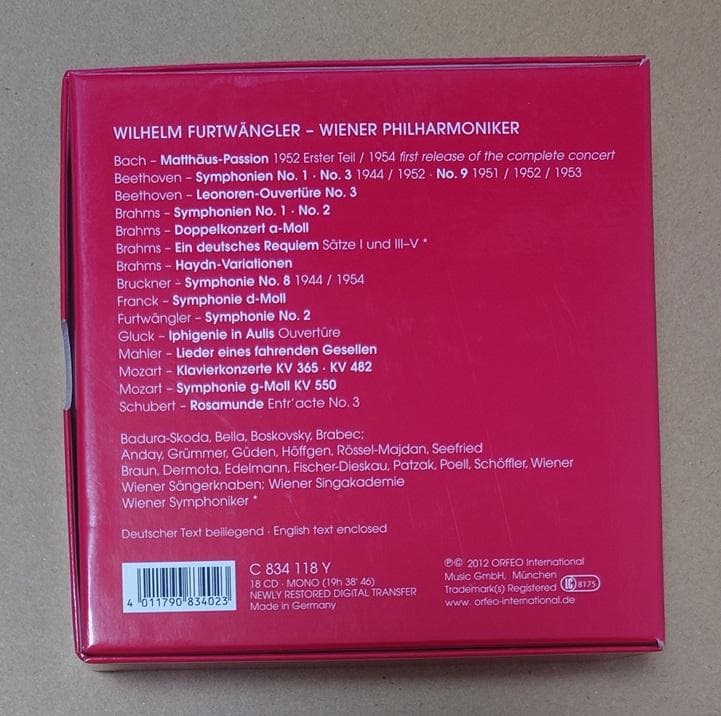 WILHELM FURTWÄNGLER – WIENER PHILHARMONIKER
Bach – Matthäus-Passion 1952 Erster Teil / 1954 first release of the complete concert
Beethoven – Symphonien No. 1 · No. 3 1944 / 1952 · No. 9 1951 / 1952 / 1953
Beethoven – Leonoren-Ouvertüre No. 3
Brahms – Symphonien No. 1 · No. 2
Brahms – Doppelkonzert a-Moll
Brahms – Ein deutsches Requiem Sätze I und III–V *
Brahms – Haydn-Variationen
Bruckner – Symphonie No. 8 1944 / 1954
Franck – Symphonie d-Moll
Furtwängler – Symphonie No. 2
Gluck – Iphigenie in Aulis Ouvertüre
Mahler – Lieder eines fahrenden Gesellen
Mozart – Klavierkonzerte KV 365 · KV 482
Mozart – Symphonie g-Moll KV 550
Schubert – Rosamunde Entr'acte No. 3
Badura-Skoda, Bella, Boskovsky, Brabec;
Anday, Grümmer, Güden, Höffgen, Rössel-Majdan, Seefried
Braun, Dermota, Edelmann, Fischer-Dieskau, Patzak, Poell, Schöffler, Wiener
Wiener Sängerknaben; Wiener Singakademie
Wiener Symphoniker *
Deutscher Text beiliegend · English text enclosed
4 011790 834023
C 834 118 Y
18 CD · MONO (19h 38' 46)
NEWLY RESTORED DIGITAL TRANSFER
Made in Germany
℗© 2012 ORFEO International
Music GmbH, München
Trademark(s) Registered LC 8175
www. orfeo-international.de